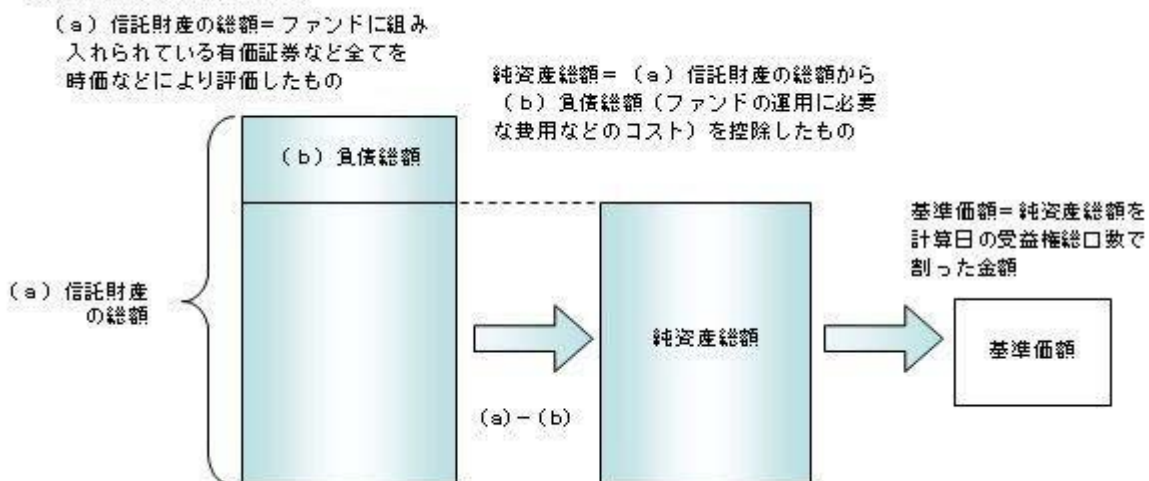 （a）信託財産の総額＝ファンドに組み
入れられている有価証券など全てを
時価などにより評価したもの
純資産総額＝（a）信託財産の総額から
（b）負債総額（ファンドの運用に必要
な費用などのコスト）を控除したもの
（b）負債総額
基準価額＝純資産総額を
計算日の受益権総口数で
割った金額
（a）信託財産
の総額
純資産総額
基準価額
（a）－（b）